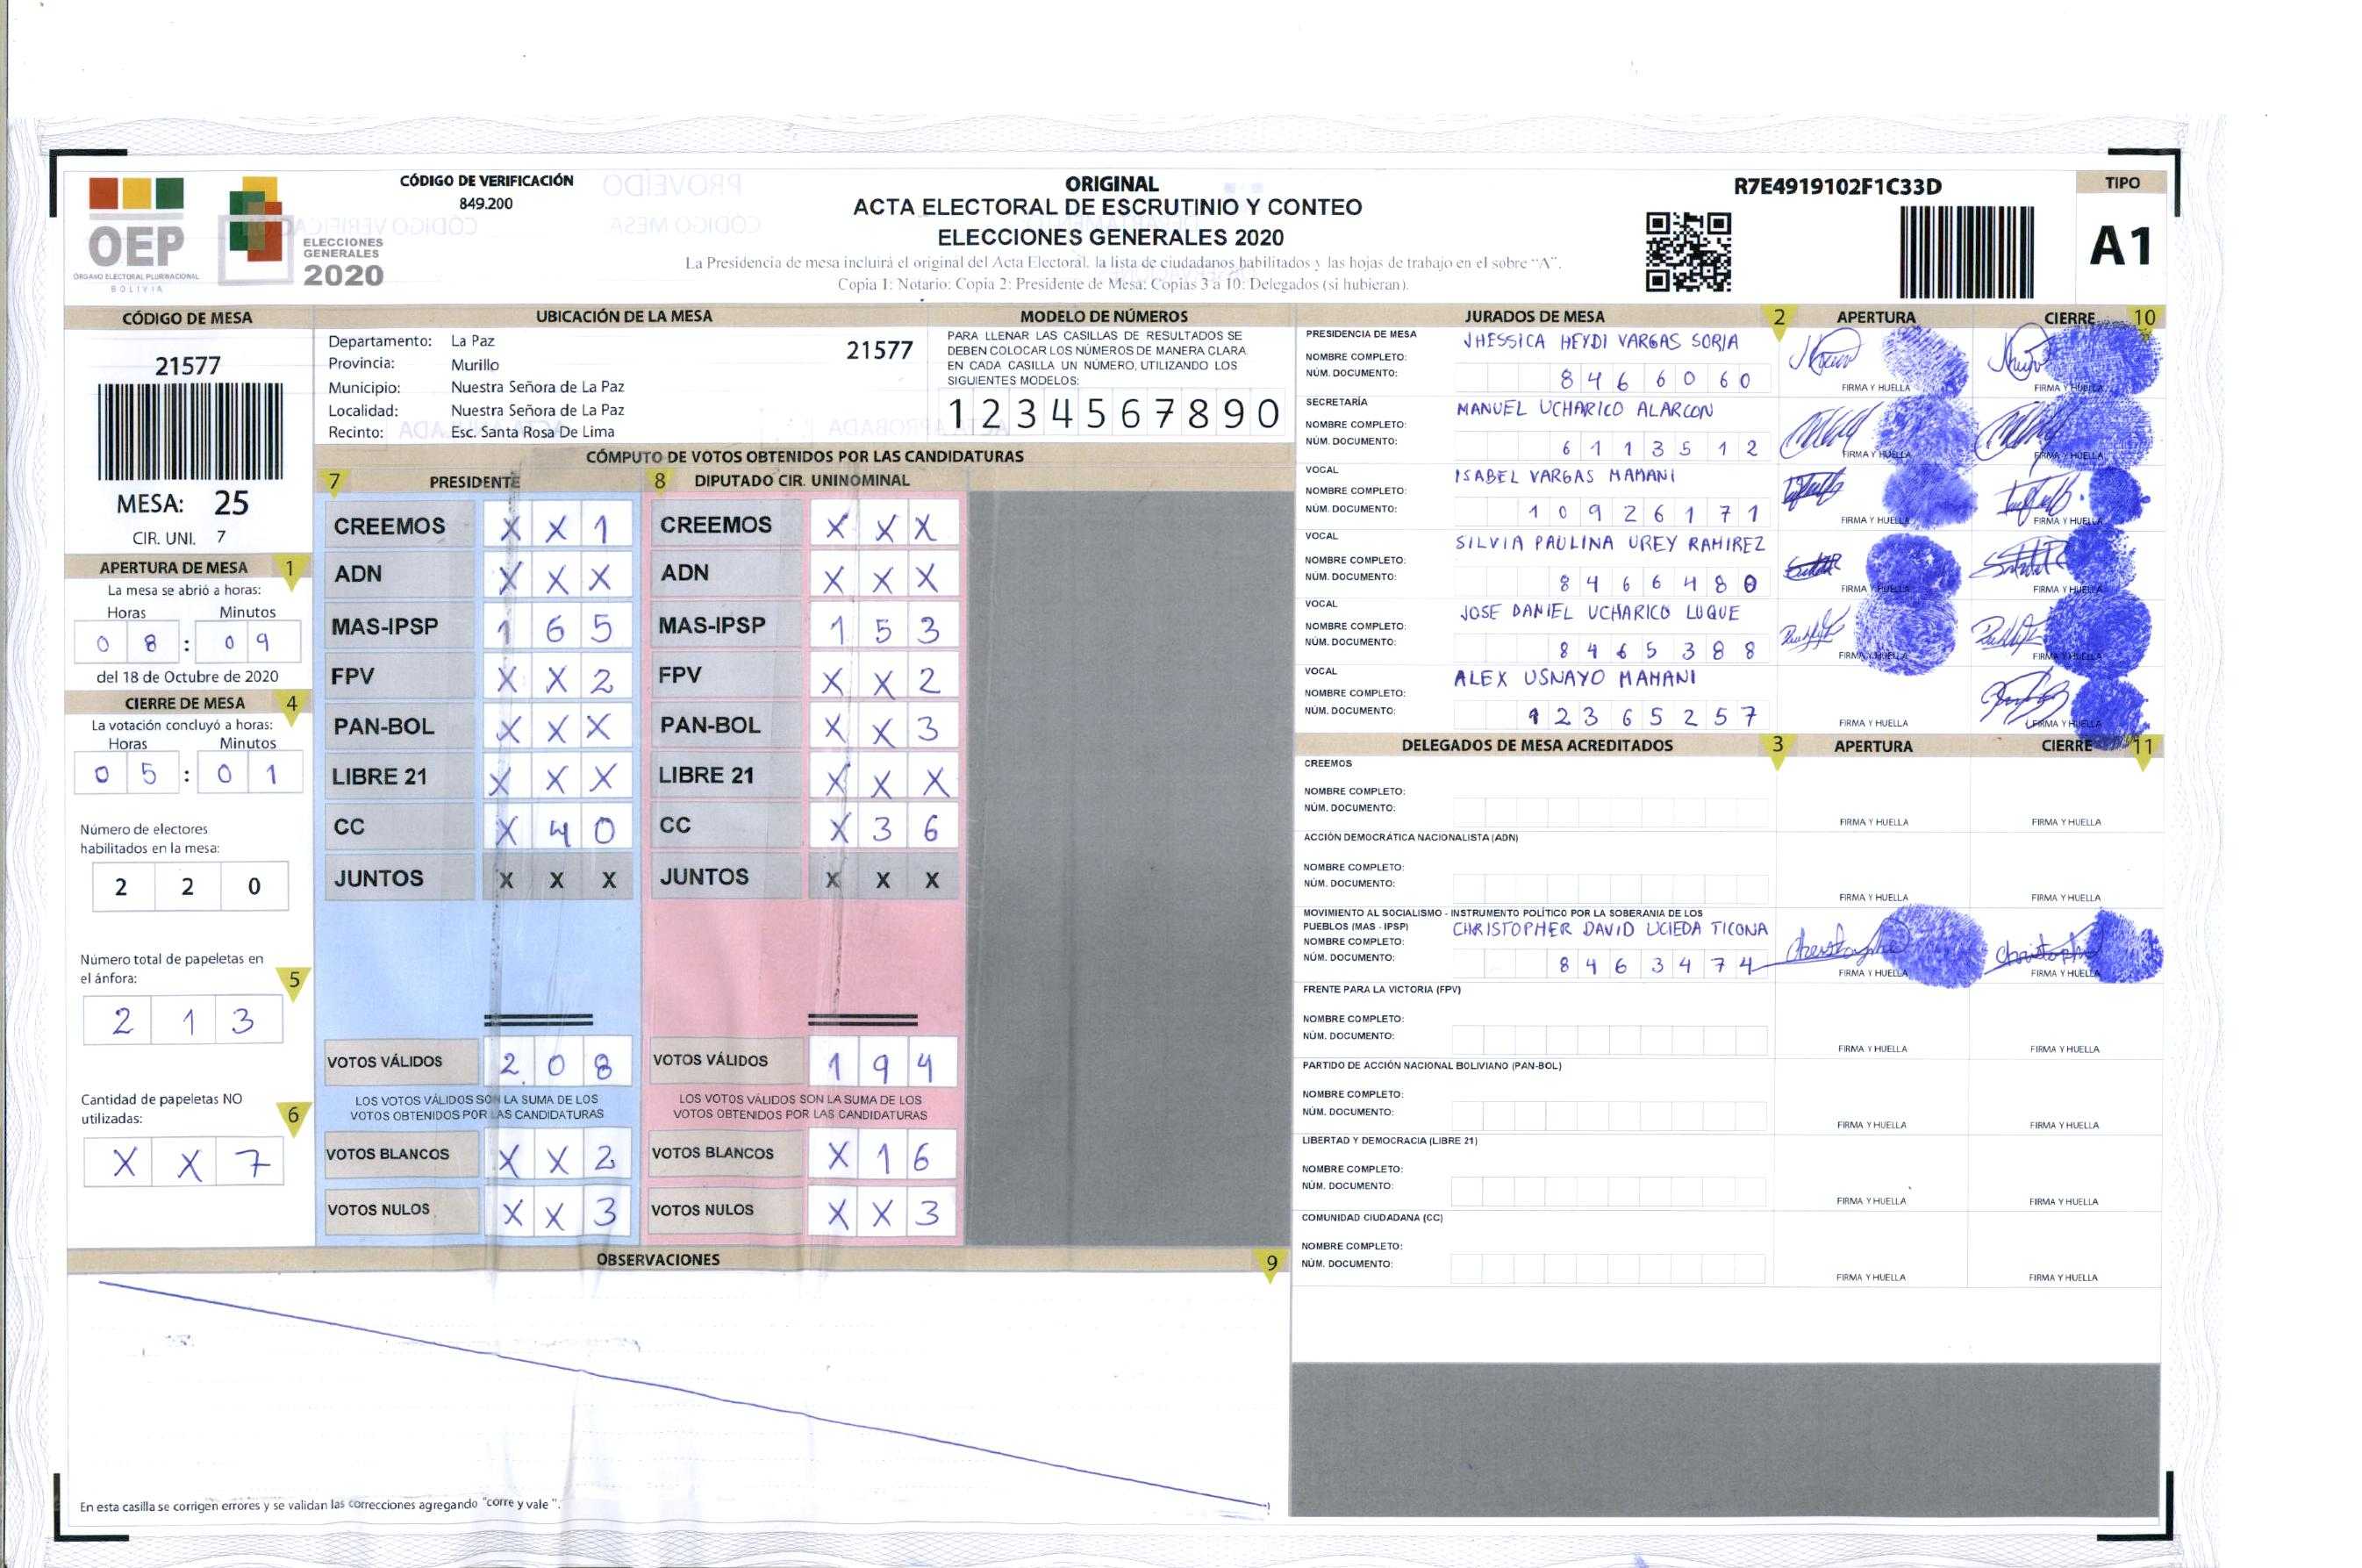 CÓDIGO DE VERIFICACIÓN
849.200
OEP
ÓRGANO ELECTORAL PLURINACIONAL
BOLIVIA
ELECCIONES
GENERALES
2020
ORIGINAL
ACTA ELECTORAL DE ESCRUTINIO Y CONTEO
ELECCIONES GENERALES 2020
La Presidencia de mesa incluirá el original del Acta Electoral, la lista de ciudadanos habilitados y las hojas de trabajo en el sobre "A".
Copia 1: Notario; Copia 2: Presidente de Mesa; Copias 3 a 10: Delegados (si hubieran).
R7E4919102F1C33D
TIPO
A1
CÓDIGO DE MESA
21577
MESA: 25
CIR. UNI. 7
APERTURA DE MESA 1
La mesa se abrió a horas:
Horas Minutos
0 8 : 0 9
del 18 de Octubre de 2020
CIERRE DE MESA 4
La votación concluyó a horas:
Horas Minutos
0 5 : 0 1
Número de electores
habilitados en la mesa:
2 2 0
Número total de papeletas en
el ánfora: 5
2 1 3
Cantidad de papeletas NO
utilizadas: 6
X X 7
UBICACIÓN DE LA MESA
Departamento: La Paz 21577
Provincia: Murillo
Municipio: Nuestra Señora de La Paz
Localidad: Nuestra Señora de La Paz
Recinto: Esc. Santa Rosa De Lima
MODELO DE NÚMEROS
PARA LLENAR LAS CASILLAS DE RESULTADOS SE
DEBEN COLOCAR LOS NÚMEROS DE MANERA CLARA
EN CADA CASILLA UN NÚMERO, UTILIZANDO LOS
SIGUIENTES MODELOS:
1 2 3 4 5 6 7 8 9 0
CÓMPUTO DE VOTOS OBTENIDOS POR LAS CANDIDATURAS
7 PRESIDENTE 8 DIPUTADO CIR. UNINOMINAL
CREEMOS X X 1 CREEMOS X X X
ADN X X X ADN X X X
MAS-IPSP 1 6 5 MAS-IPSP 1 5 3
FPV X X 2 FPV X X 2
PAN-BOL X X X PAN-BOL X X 3
LIBRE 21 X X X LIBRE 21 X X X
CC X 4 0 CC X 3 6
JUNTOS X X X JUNTOS X X X
VOTOS VÁLIDOS 2 0 8 VOTOS VÁLIDOS 1 9 4
LOS VOTOS VÁLIDOS SON LA SUMA DE LOS LOS VOTOS VÁLIDOS SON LA SUMA DE LOS
VOTOS OBTENIDOS POR LAS CANDIDATURAS VOTOS OBTENIDOS POR LAS CANDIDATURAS
VOTOS BLANCOS X X 2 VOTOS BLANCOS X 1 6
VOTOS NULOS X X 3 VOTOS NULOS X X 3
OBSERVACIONES 9
En esta casilla se corrigen errores y se validan las correcciones agregando "corre y vale".
JURADOS DE MESA 2 APERTURA CIERRE 10
PRESIDENCIA DE MESA JHESSICA HEYDI VARGAS SORIA
NOMBRE COMPLETO:
NÚM. DOCUMENTO: 8 4 6 6 0 6 0
FIRMA Y HUELLA FIRMA Y HUELLA
SECRETARÍA MANUEL UCHARICO ALARCON
NOMBRE COMPLETO:
NÚM. DOCUMENTO: 6 1 1 3 5 1 2
FIRMA Y HUELLA FIRMA Y HUELLA
VOCAL ISABEL VARGAS MAMANI
NOMBRE COMPLETO:
NÚM. DOCUMENTO: 1 0 9 2 6 1 7 1
FIRMA Y HUELLA FIRMA Y HUELLA
VOCAL SILVIA PAULINA UREY RAMIREZ
NOMBRE COMPLETO:
NÚM. DOCUMENTO: 8 4 6 6 4 8 0
FIRMA Y HUELLA FIRMA Y HUELLA
VOCAL JOSE DANIEL UCHARICO LUQUE
NOMBRE COMPLETO:
NÚM. DOCUMENTO: 8 4 6 5 3 8 8
FIRMA Y HUELLA FIRMA Y HUELLA
VOCAL ALEX USNAYO MAMANI
NOMBRE COMPLETO:
NÚM. DOCUMENTO: 1 2 3 6 5 2 5 7
FIRMA Y HUELLA FIRMA Y HUELLA
DELEGADOS DE MESA ACREDITADOS 3 APERTURA CIERRE 11
CREEMOS
NOMBRE COMPLETO:
NÚM. DOCUMENTO:
FIRMA Y HUELLA FIRMA Y HUELLA
ACCIÓN DEMOCRÁTICA NACIONALISTA (ADN)
NOMBRE COMPLETO:
NÚM. DOCUMENTO:
FIRMA Y HUELLA FIRMA Y HUELLA
MOVIMIENTO AL SOCIALISMO - INSTRUMENTO POLÍTICO POR LA SOBERANIA DE LOS
PUEBLOS (MAS - IPSP) CHRISTOPHER DAVID UCIEDA TICONA
NOMBRE COMPLETO:
NÚM. DOCUMENTO: 8 4 6 3 4 7 4
FIRMA Y HUELLA FIRMA Y HUELLA
FRENTE PARA LA VICTORIA (FPV)
NOMBRE COMPLETO:
NÚM. DOCUMENTO:
FIRMA Y HUELLA FIRMA Y HUELLA
PARTIDO DE ACCIÓN NACIONAL BOLIVIANO (PAN-BOL)
NOMBRE COMPLETO:
NÚM. DOCUMENTO:
FIRMA Y HUELLA FIRMA Y HUELLA
LIBERTAD Y DEMOCRACIA (LIBRE 21)
NOMBRE COMPLETO:
NÚM. DOCUMENTO:
FIRMA Y HUELLA FIRMA Y HUELLA
COMUNIDAD CIUDADANA (CC)
NOMBRE COMPLETO:
NÚM. DOCUMENTO:
FIRMA Y HUELLA FIRMA Y HUELLA